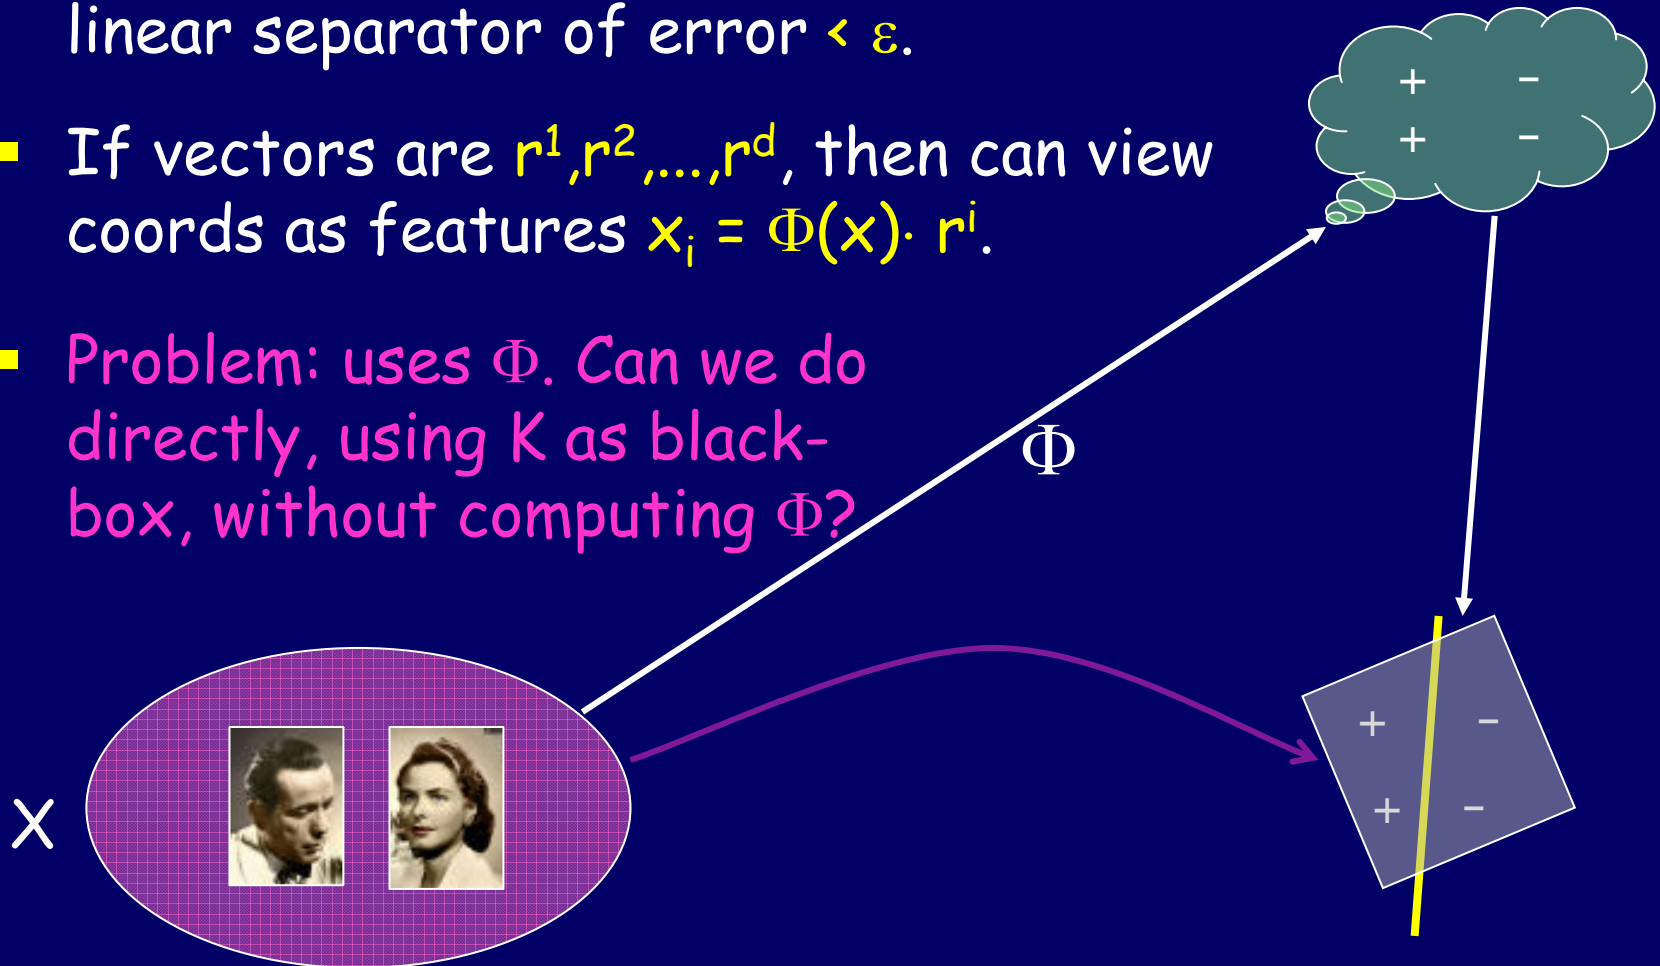 linear separator of error < ε.
▪ If vectors are r¹,r²,...,rᵈ, then can view
coords as features xᵢ = Φ(x)· rⁱ.
▪ Problem: uses Φ. Can we do
directly, using K as black-
box, without computing Φ?
+ −
+ −
Φ
+ −
+ −
X